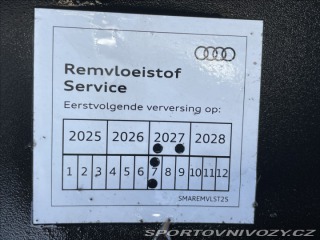 Remvloeistof
Service
Eerstvolgende verversing op:
2025 2026 2027 2028
1 2 3 4 5 6 7 8 9 10 11 12
SMAREMVLST25
SPORTOVNIVOZY.CZ